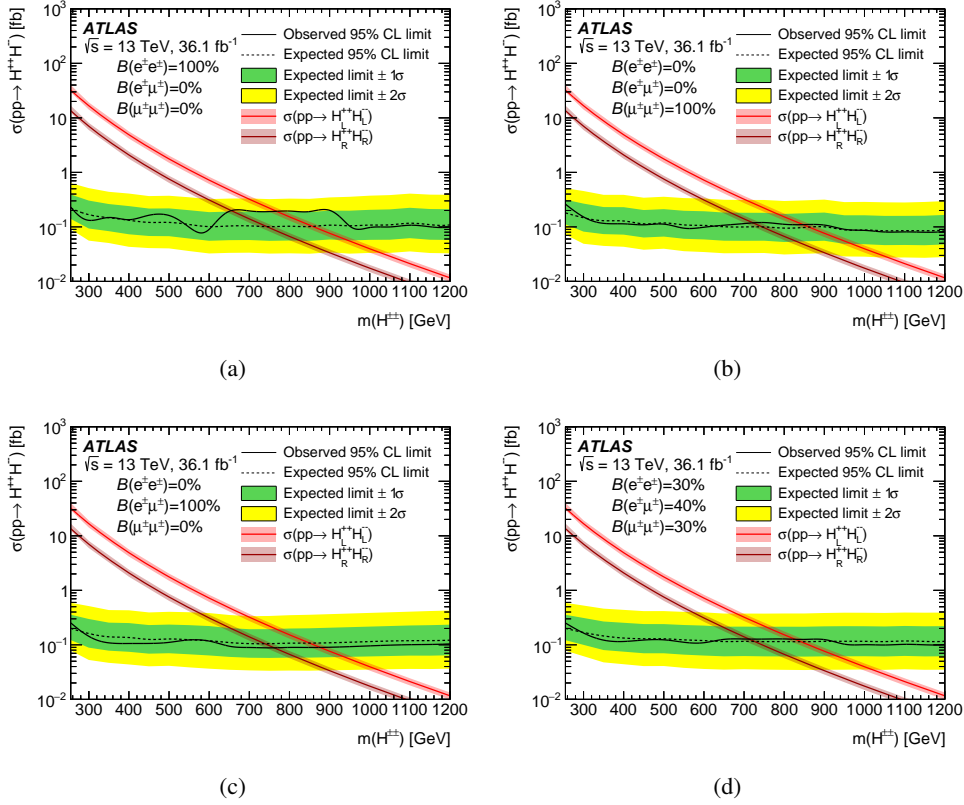 ATLAS
√s = 13 TeV, 36.1 fb⁻¹
B(e±e±)=100%
B(e±μ±)=0%
B(μ±μ±)=0%
Observed 95% CL limit
Expected 95% CL limit
Expected limit ± 1σ
Expected limit ± 2σ
σ(pp→ H_L⁺⁺H_L⁻⁻)
σ(pp→ H_R⁺⁺H_R⁻⁻)
σ(pp→ H⁺⁺H⁻⁻) [fb]
10³
10²
10
1
10⁻¹
10⁻²
300 400 500 600 700 800 900 1000 1100 1200
m(H±±) [GeV]
(a)
ATLAS
√s = 13 TeV, 36.1 fb⁻¹
B(e±e±)=0%
B(e±μ±)=0%
B(μ±μ±)=100%
Observed 95% CL limit
Expected 95% CL limit
Expected limit ± 1σ
Expected limit ± 2σ
σ(pp→ H_L⁺⁺H_L⁻⁻)
σ(pp→ H_R⁺⁺H_R⁻⁻)
σ(pp→ H⁺⁺H⁻⁻) [fb]
10³
10²
10
1
10⁻¹
10⁻²
300 400 500 600 700 800 900 1000 1100 1200
m(H±±) [GeV]
(b)
ATLAS
√s = 13 TeV, 36.1 fb⁻¹
B(e±e±)=0%
B(e±μ±)=100%
B(μ±μ±)=0%
Observed 95% CL limit
Expected 95% CL limit
Expected limit ± 1σ
Expected limit ± 2σ
σ(pp→ H_L⁺⁺H_L⁻⁻)
σ(pp→ H_R⁺⁺H_R⁻⁻)
σ(pp→ H⁺⁺H⁻⁻) [fb]
10³
10²
10
1
10⁻¹
10⁻²
300 400 500 600 700 800 900 1000 1100 1200
m(H±±) [GeV]
(c)
ATLAS
√s = 13 TeV, 36.1 fb⁻¹
B(e±e±)=30%
B(e±μ±)=40%
B(μ±μ±)=30%
Observed 95% CL limit
Expected 95% CL limit
Expected limit ± 1σ
Expected limit ± 2σ
σ(pp→ H_L⁺⁺H_L⁻⁻)
σ(pp→ H_R⁺⁺H_R⁻⁻)
σ(pp→ H⁺⁺H⁻⁻) [fb]
10³
10²
10
1
10⁻¹
10⁻²
300 400 500 600 700 800 900 1000 1100 1200
m(H±±) [GeV]
(d)